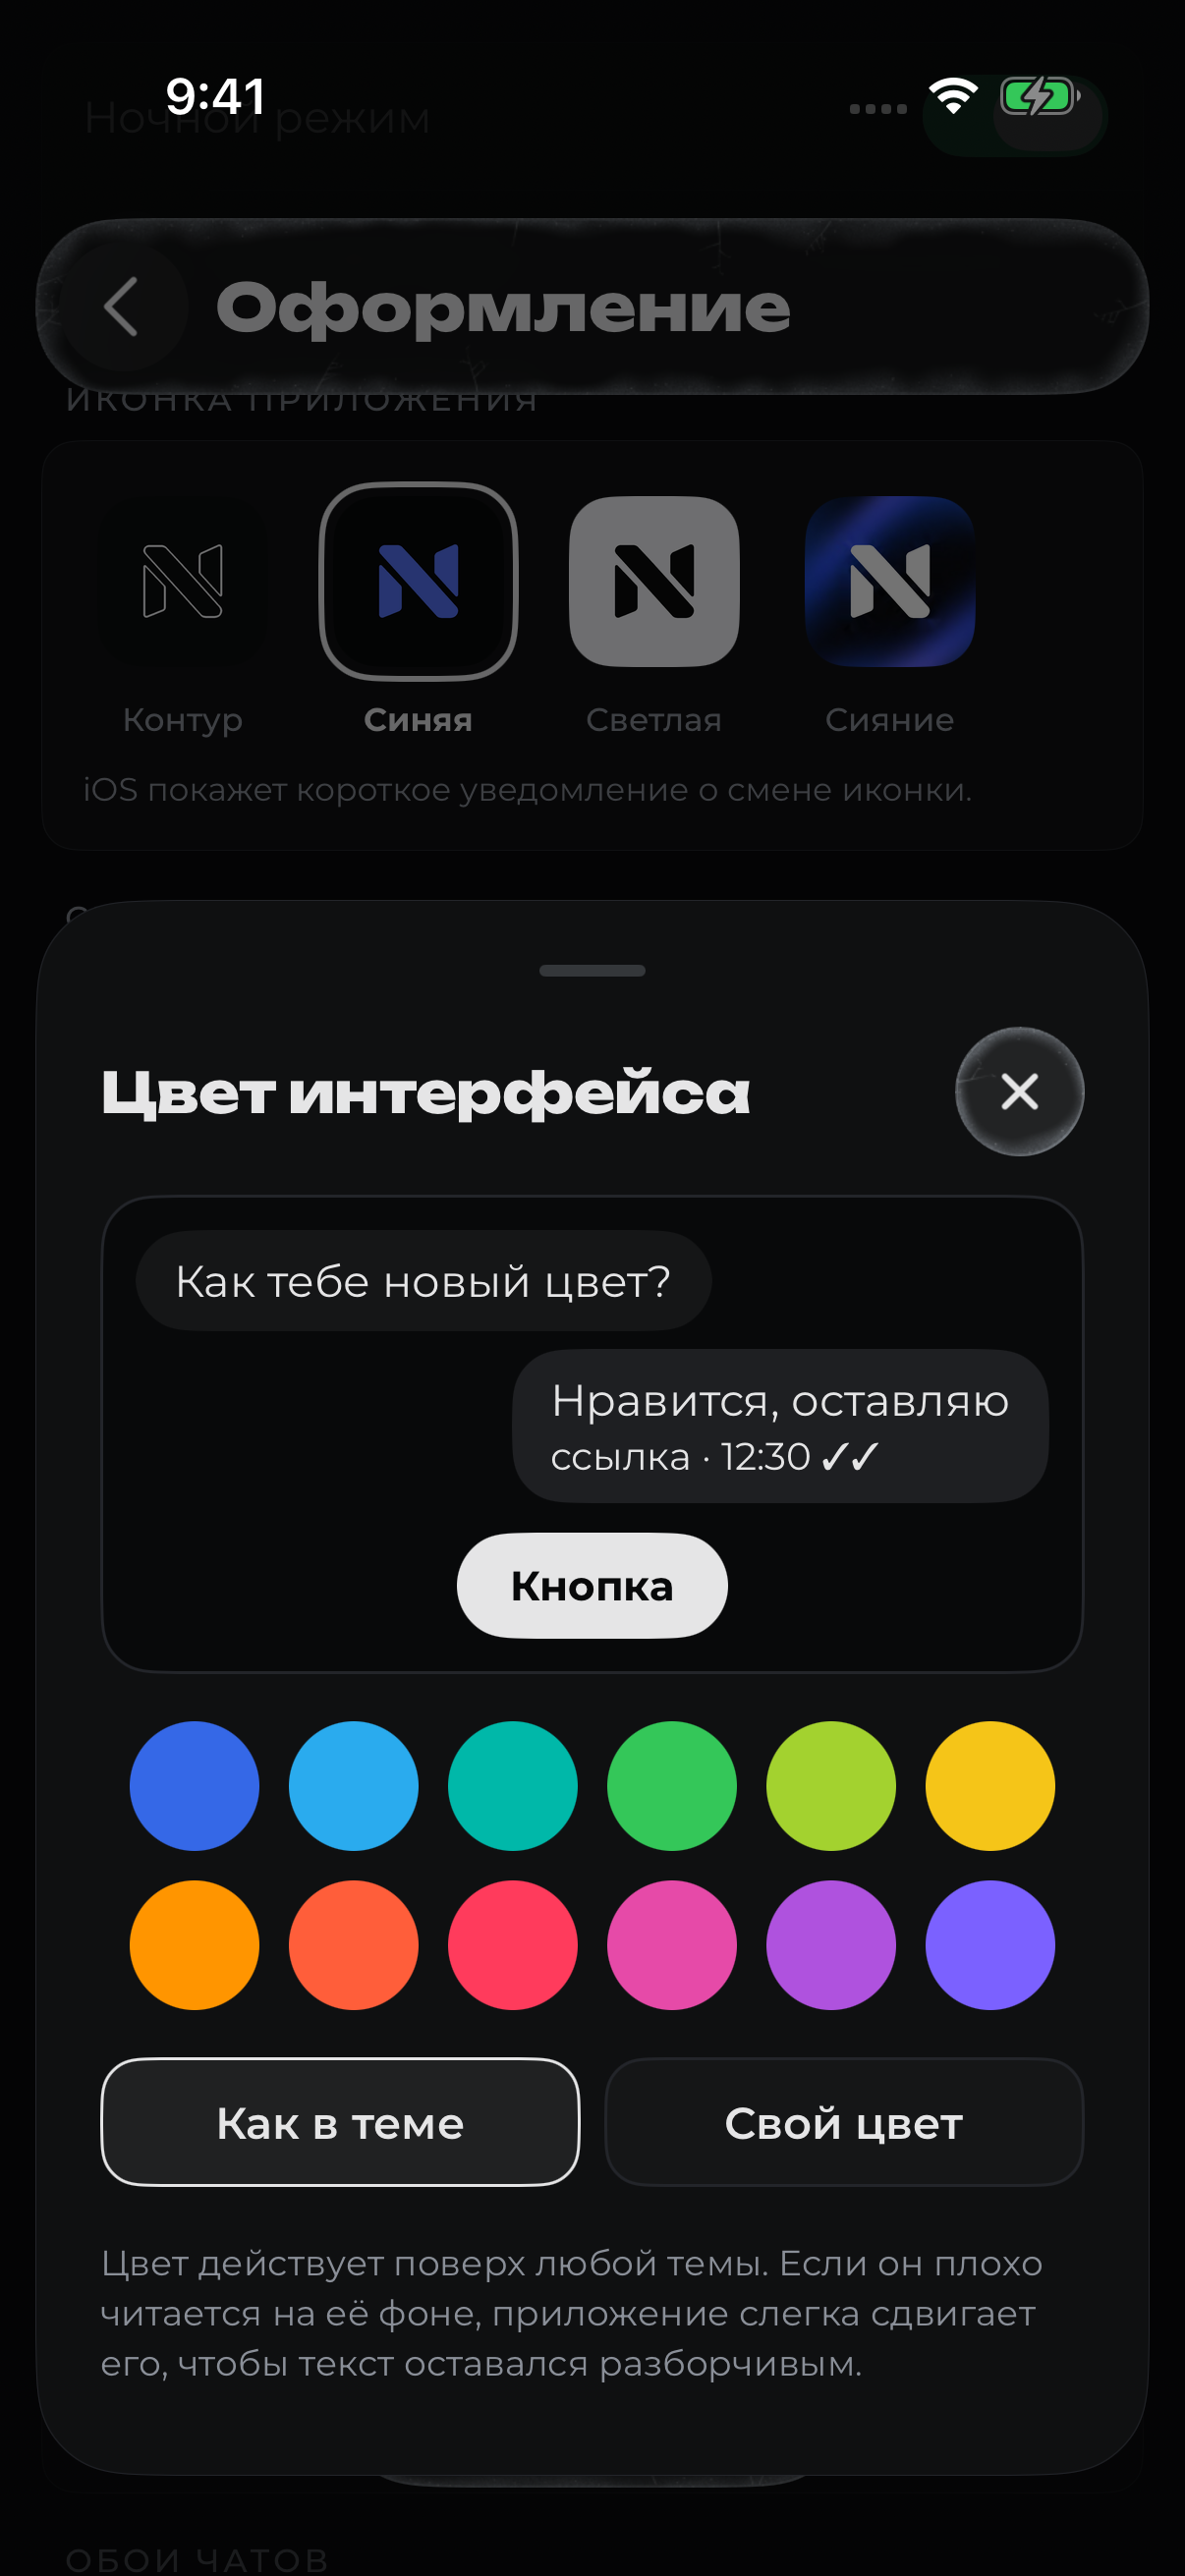 9:41
Ночной режим
Оформление
ИКОНКА ПРИЛОЖЕНИЯ
Контур
Синяя
Светлая
Сияние
iOS покажет короткое уведомление о смене иконки.
Цвет интерфейса
Как тебе новый цвет?
Нравится, оставляю
ссылка · 12:30 ✓✓
Кнопка
Как в теме
Свой цвет
Цвет действует поверх любой темы. Если он плохо
читается на её фоне, приложение слегка сдвигает
его, чтобы текст оставался разборчивым.
ОБОИ ЧАТОВ